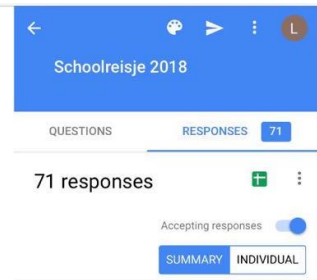 L
Schoolreisje 2018
QUESTIONS RESPONSES 71
71 responses
Accepting responses
SUMMARY INDIVIDUAL